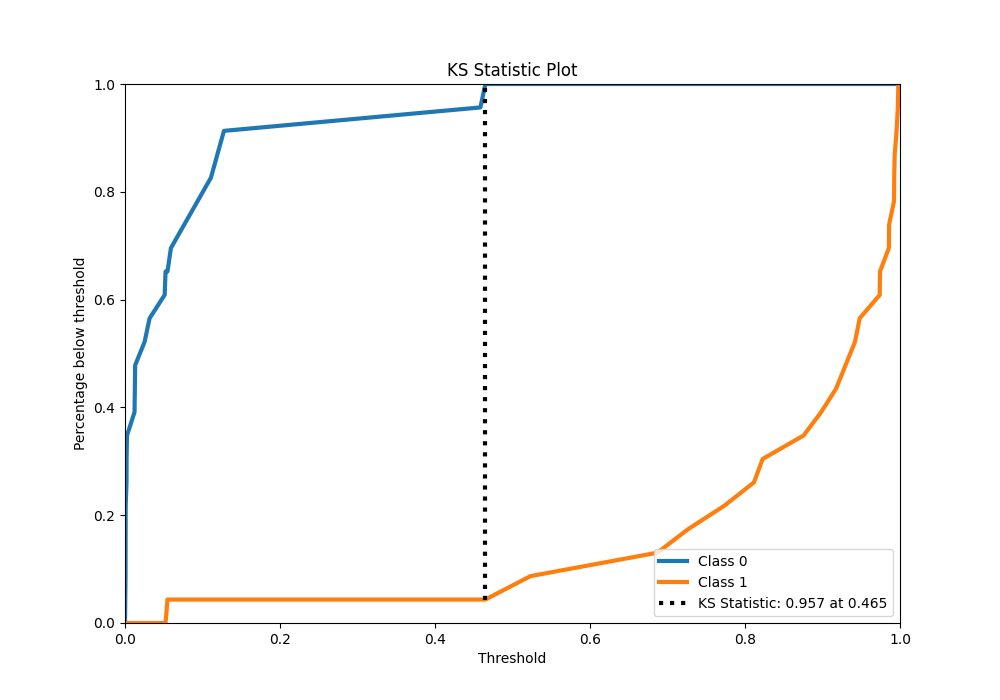 KS Statistic Plot
1.0
0.8
0.6
0.4
0.2
0.0
Percentage below threshold
0.0 0.2 0.4 0.6 0.8 1.0
Threshold
Class 0
Class 1
KS Statistic: 0.957 at 0.465